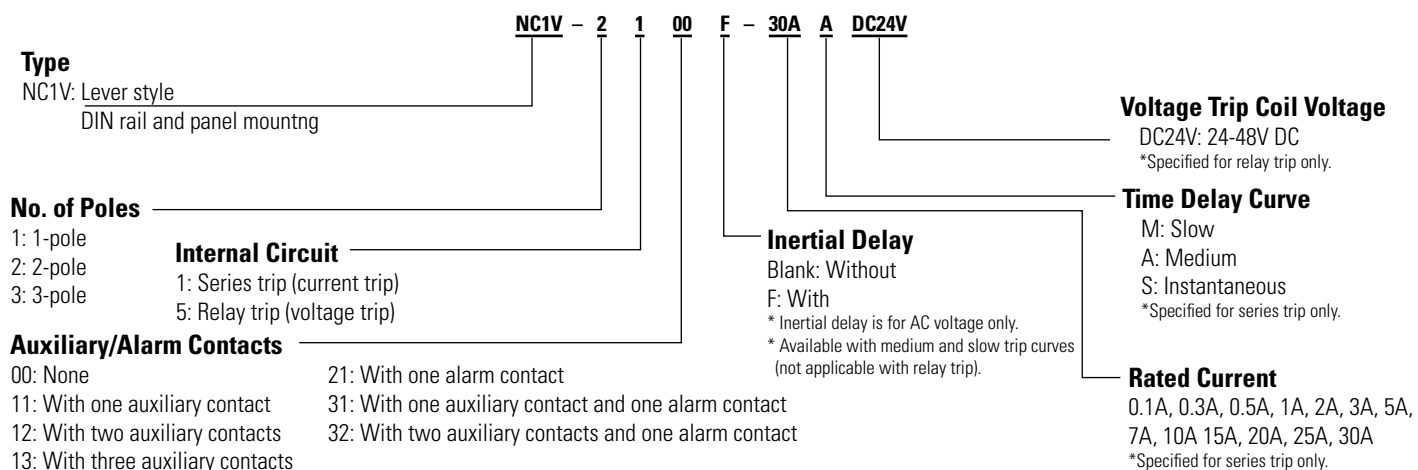 NC1V – 2 1 00 F – 30A A DC24V
Type
NC1V: Lever style
DIN rail and panel mountng
No. of Poles
1: 1-pole
2: 2-pole
3: 3-pole
Internal Circuit
1: Series trip (current trip)
5: Relay trip (voltage trip)
Auxiliary/Alarm Contacts
00: None
11: With one auxiliary contact
12: With two auxiliary contacts
13: With three auxiliary contacts
21: With one alarm contact
31: With one auxiliary contact and one alarm contact
32: With two auxiliary contacts and one alarm contact
Inertial Delay
Blank: Without
F: With
* Inertial delay is for AC voltage only.
* Available with medium and slow trip curves
(not applicable with relay trip).
Voltage Trip Coil Voltage
DC24V: 24-48V DC
*Specified for relay trip only.
Time Delay Curve
M: Slow
A: Medium
S: Instantaneous
*Specified for series trip only.
Rated Current
0.1A, 0.3A, 0.5A, 1A, 2A, 3A, 5A,
7A, 10A 15A, 20A, 25A, 30A
*Specified for series trip only.